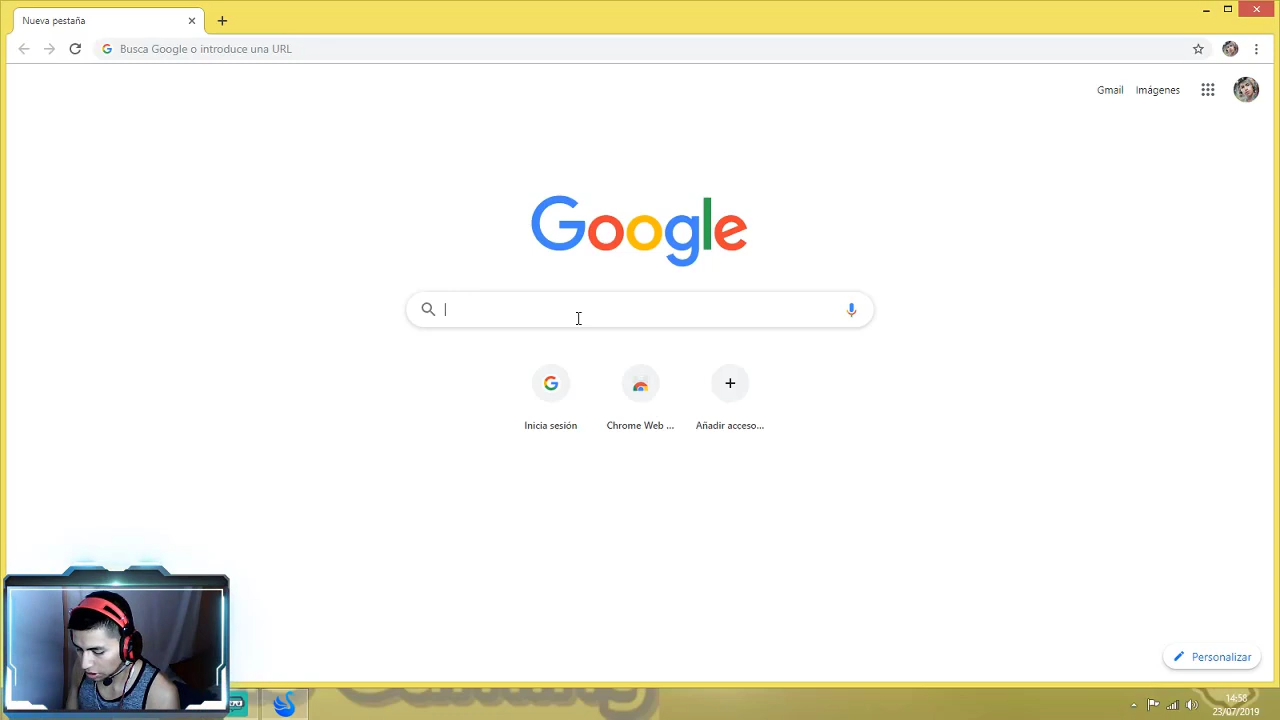 Nueva pestaña
Busca Google o introduce una URL
Gmail
Imágenes
Google
Inicia sesión
Chrome Web ...
Añadir acceso...
Personalizar
14:58
23/07/2019